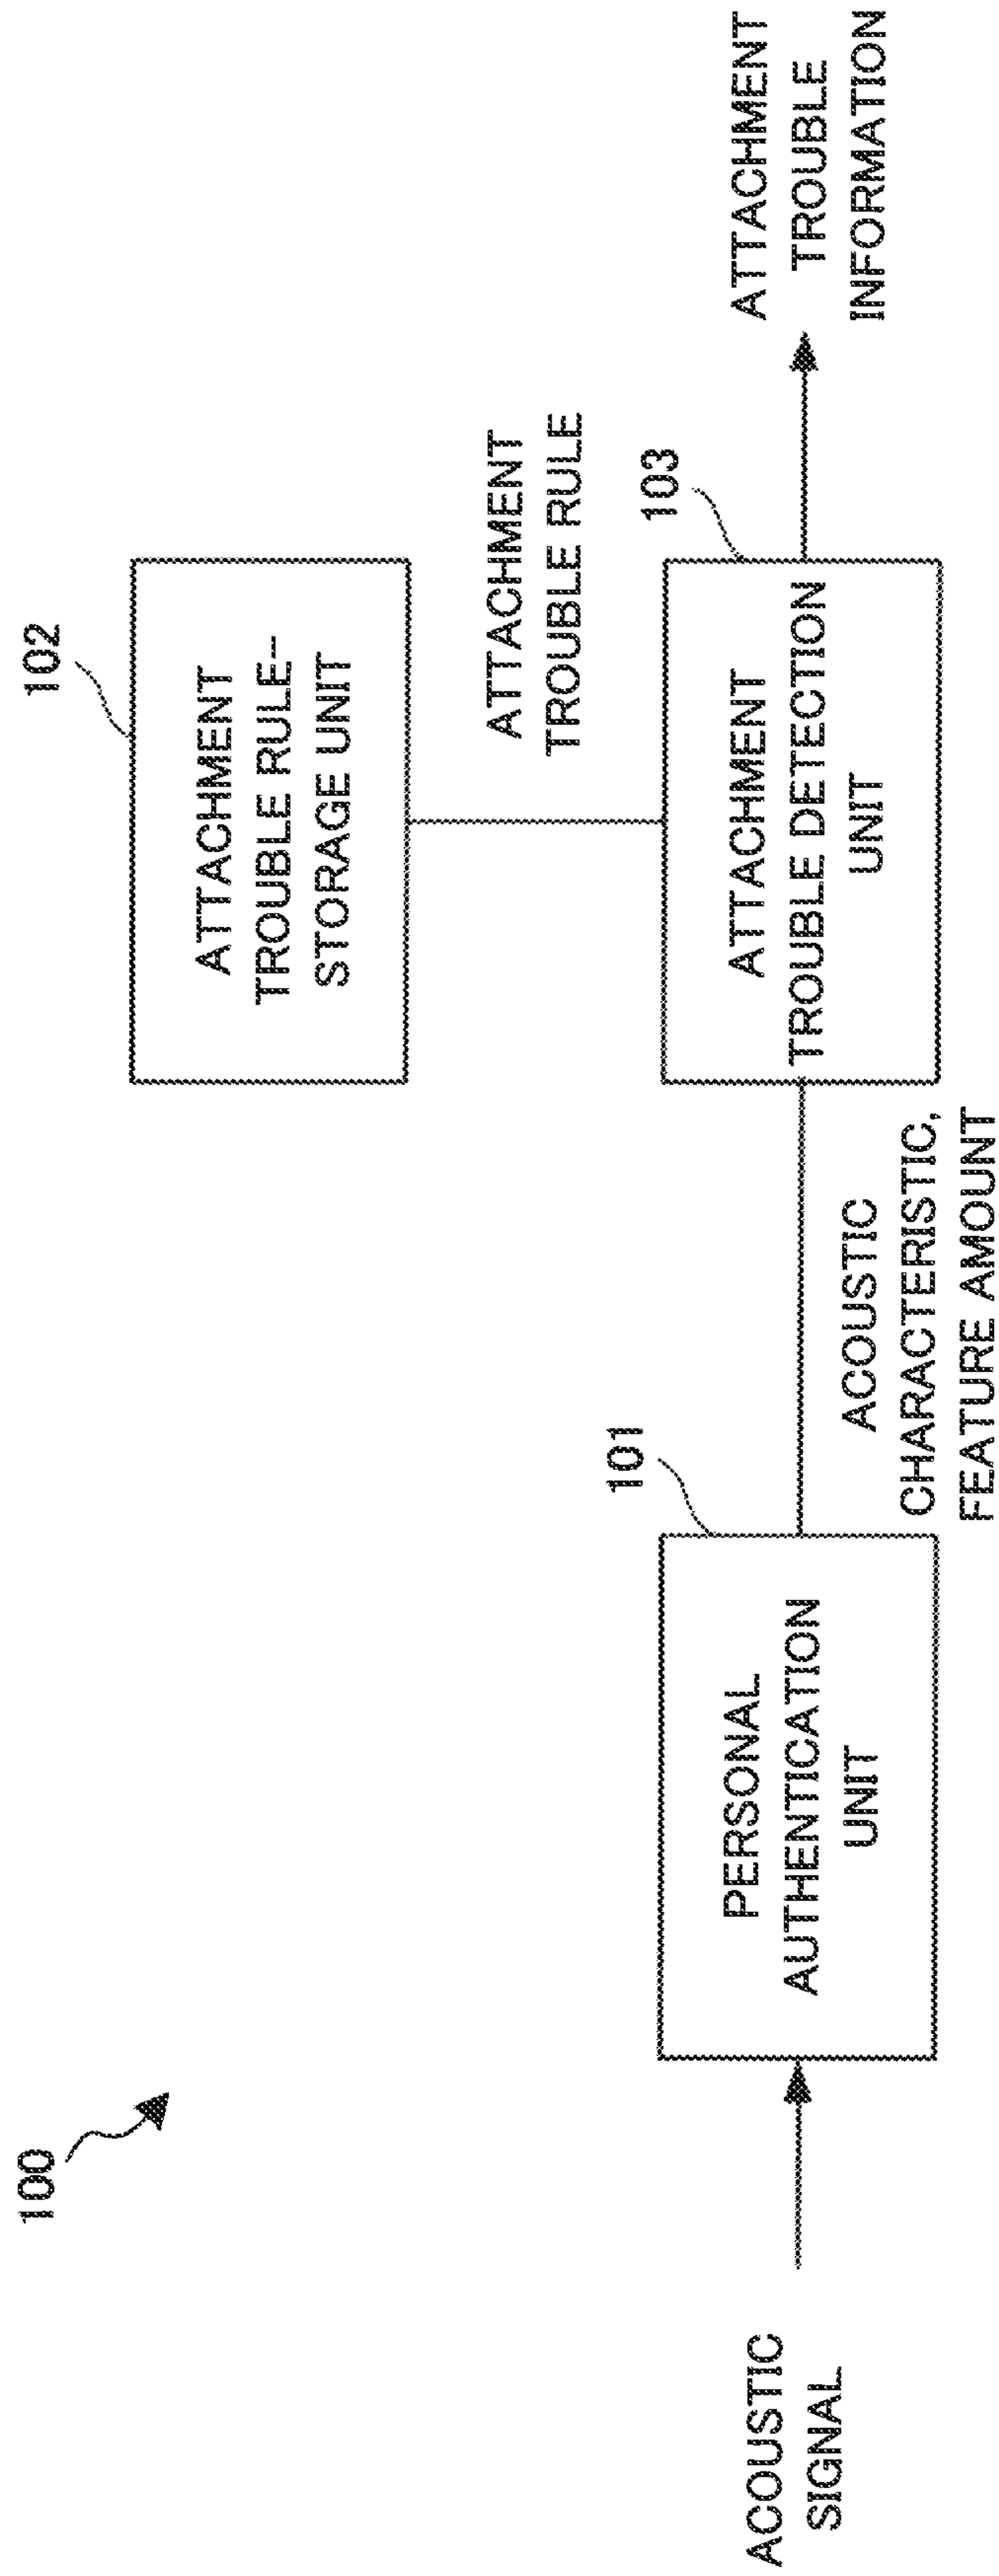 100
102
ATTACHMENT
TROUBLE RULE-
STORAGE UNIT
ATTACHMENT
TROUBLE RULE
101
103
ACOUSTIC
SIGNAL
PERSONAL
AUTHENTICATION
UNIT
ACOUSTIC
CHARACTERISTIC,
FEATURE AMOUNT
ATTACHMENT
TROUBLE DETECTION
UNIT
ATTACHMENT
TROUBLE
INFORMATION